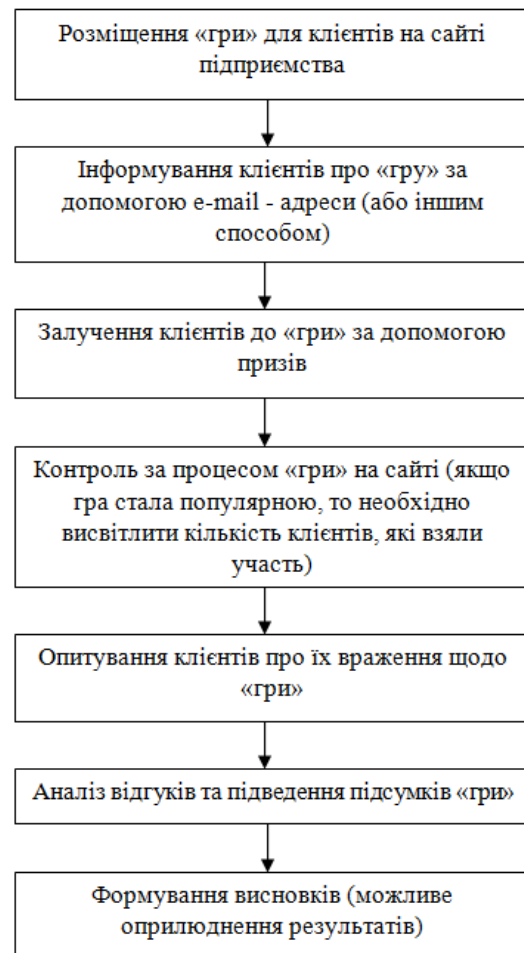 Розміщення «гри» для клієнтів на сайті
підприємства
Інформування клієнтів про «гру» за
допомогою e-mail - адреси (або іншим
способом)
Залучення клієнтів до «гри» за допомогою
призів
Контроль за процесом «гри» на сайті (якщо
гра стала популярною, то необхідно
висвітлити кількість клієнтів, які взяли
участь)
Опитування клієнтів про їх враження щодо
«гри»
Аналіз відгуків та підведення підсумків «гри»
Формування висновків (можливе
оприлюднення результатів)